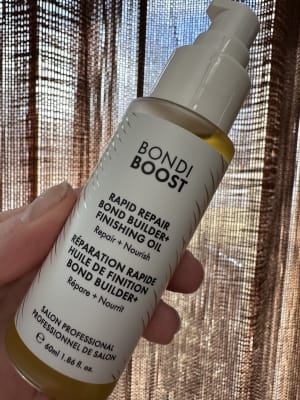 BONDI
BOOST
RAPID REPAIR
BOND BUILDER+
FINISHING OIL
Repair + Nourish
RÉPARATION RAPIDE
HUILE DE FINITION
BOND BUILDER+
Répare + Nourrit
SALON PROFESSIONAL
PROFESSIONNEL DE SALON
℮ 60ml 1.86 fl. oz.